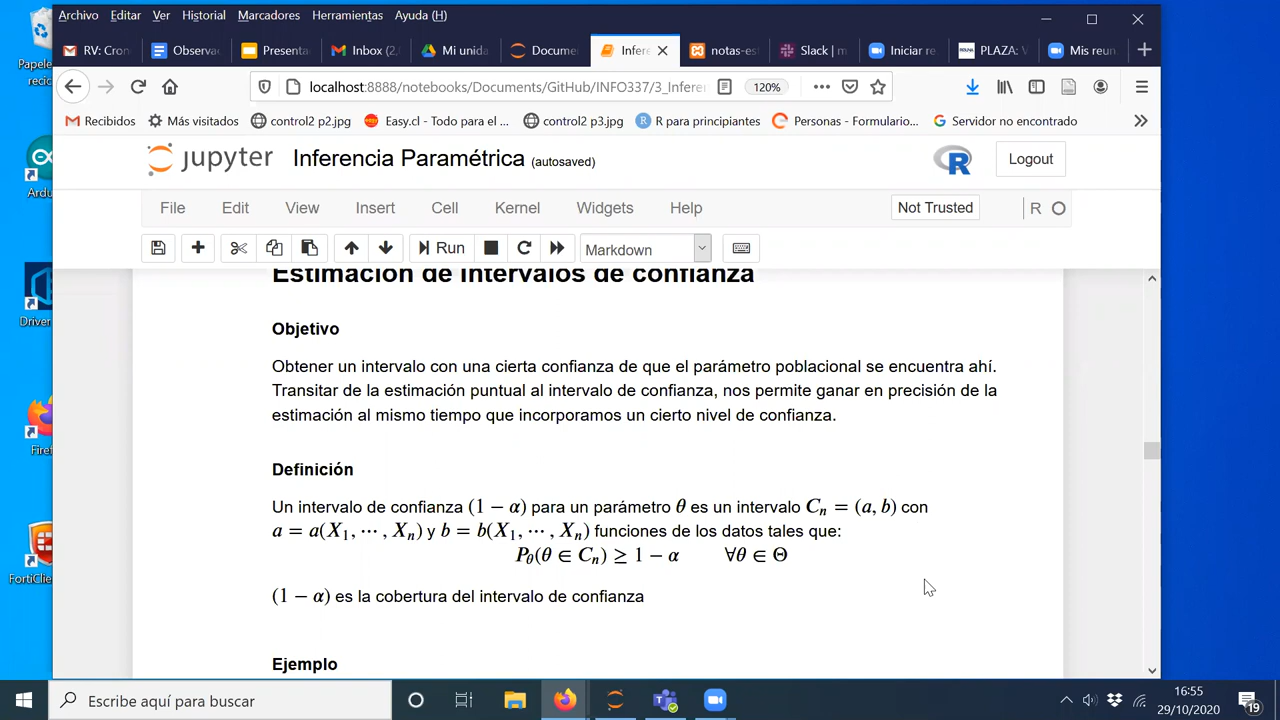 Papele
recic
Ardu
Driver
Firef
FortiClie
Archivo Editar Ver Historial Marcadores Herramientas Ayuda (H)
RV: Cron Observac Presenta Inbox (2, Mi unida Docume Infere notas-es Slack | m Iniciar re PLAZA: V Mis reun
localhost:8888/notebooks/Documents/GitHub/INFO337/3_Infere 120%
Recibidos Más visitados control2 p2.jpg Easy.cl - Todo para el ... control2 p3.jpg R para principiantes Personas - Formulario... Servidor no encontrado
jupyter Inferencia Paramétrica (autosaved) R Logout
File Edit View Insert Cell Kernel Widgets Help Not Trusted R
Run Markdown
Estimación de intervalos de confianza
Objetivo
Obtener un intervalo con una cierta confianza de que el parámetro poblacional se encuentra ahí.
Transitar de la estimación puntual al intervalo de confianza, nos permite ganar en precisión de la
estimación al mismo tiempo que incorporamos un cierto nivel de confianza.
Definición
Un intervalo de confianza (1 − α) para un parámetro θ es un intervalo Cₙ = (a, b) con
a = a(X₁, ⋯ , Xₙ) y b = b(X₁, ⋯ , Xₙ) funciones de los datos tales que:
P_θ(θ ∈ Cₙ) ≥ 1 − α ∀θ ∈ Θ
(1 − α) es la cobertura del intervalo de confianza
Ejemplo
Escribe aquí para buscar
16:55
29/10/2020
19